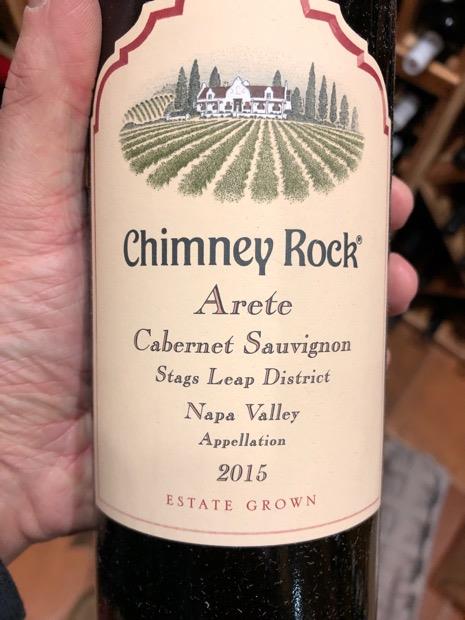 Chimney Rock®
Arete
Cabernet Sauvignon
Stags Leap District
Napa Valley
Appellation
2015
ESTATE GROWN